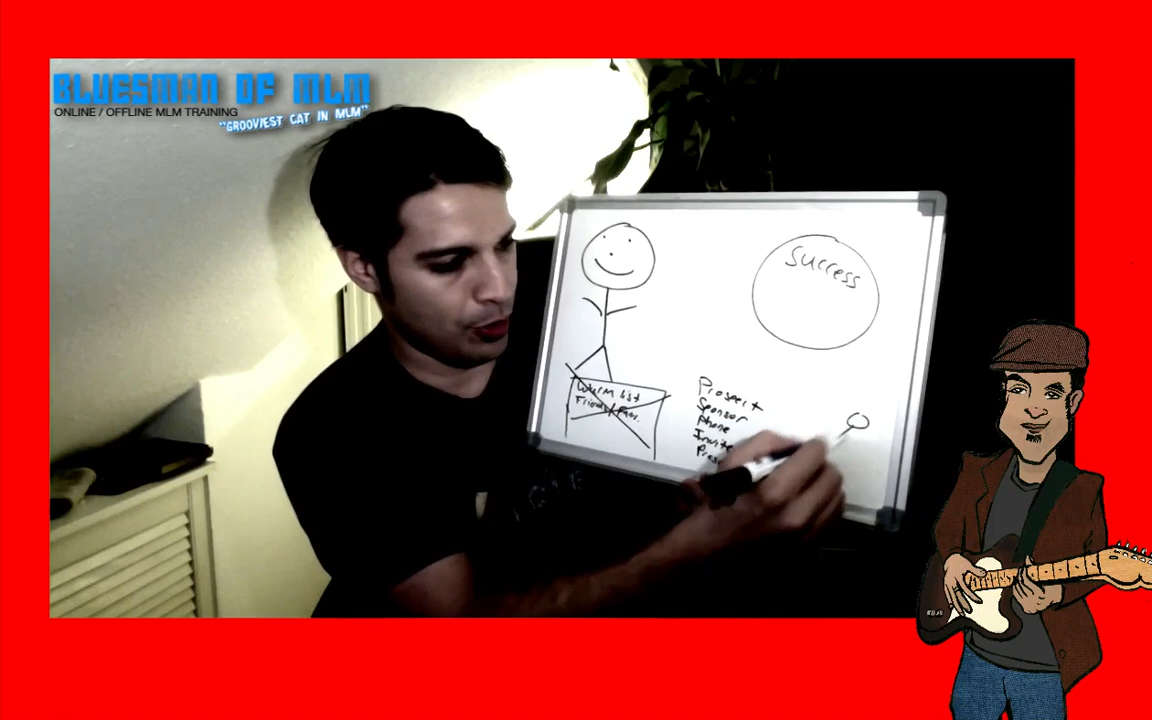 BLUESMAN OF MLM
ONLINE / OFFLINE MLM TRAINING
"GROOVIEST CAT IN MLM"
Success
Warm list
Friends Fam.
Prospect
Sponsor
Phone
Invite